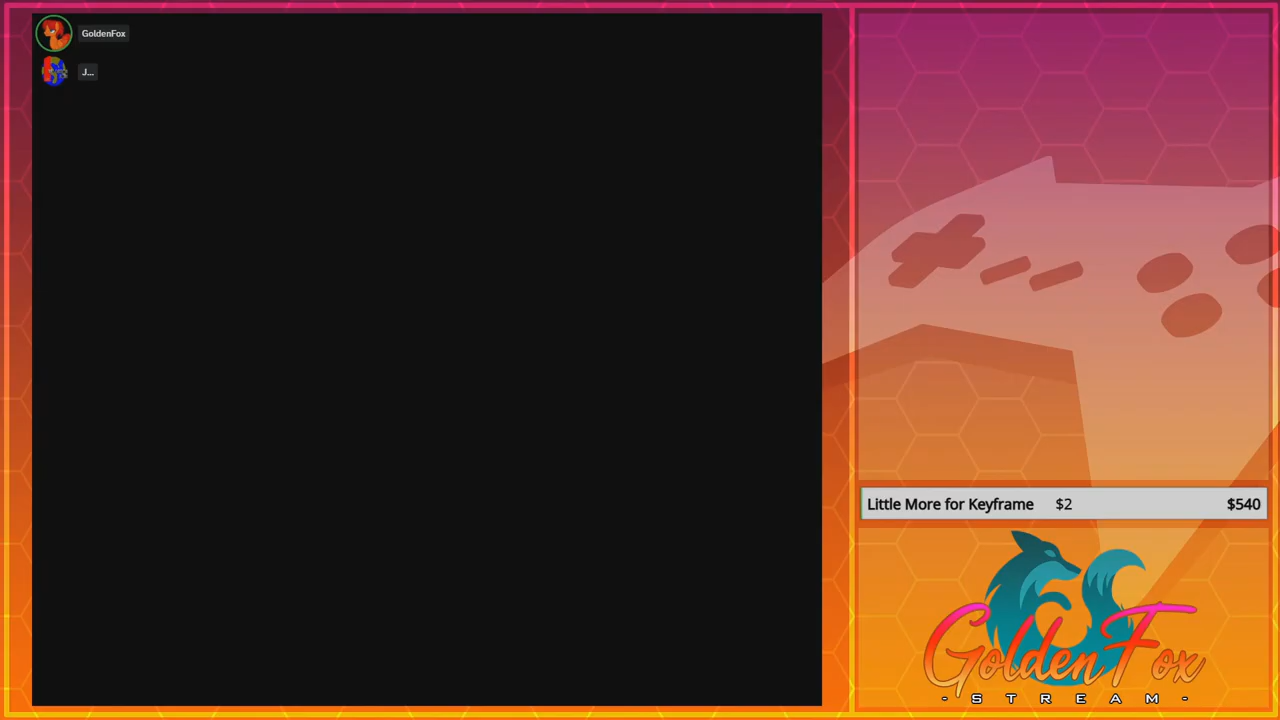 GoldenFox
J...
Little More for Keyframe $2 $540
GoldenFox
- STREAM -